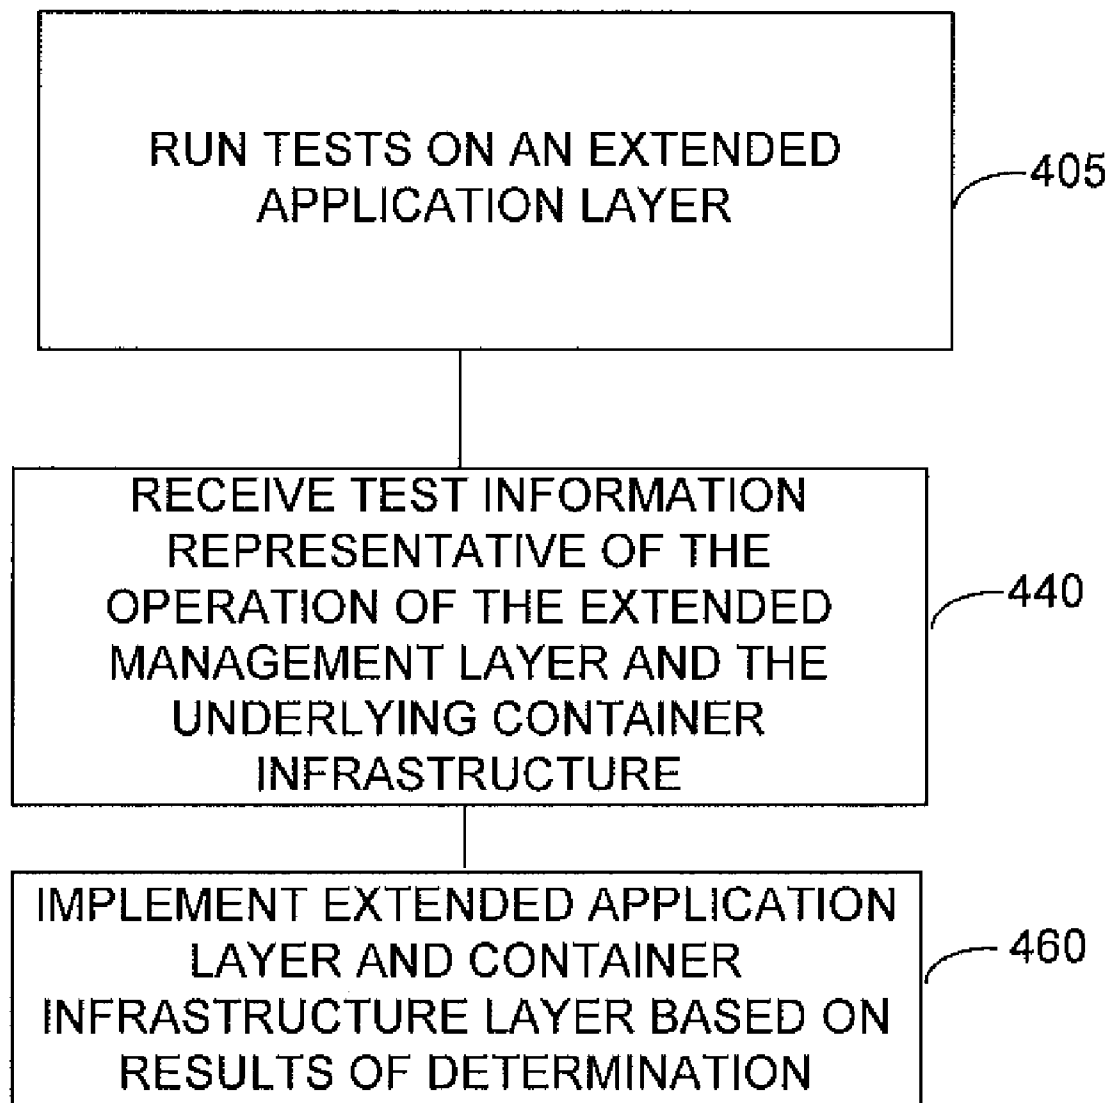 RUN TESTS ON AN EXTENDED
APPLICATION LAYER
405
RECEIVE TEST INFORMATION
REPRESENTATIVE OF THE
OPERATION OF THE EXTENDED
MANAGEMENT LAYER AND THE
UNDERLYING CONTAINER
INFRASTRUCTURE
440
IMPLEMENT EXTENDED APPLICATION
LAYER AND CONTAINER
INFRASTRUCTURE LAYER BASED ON
RESULTS OF DETERMINATION
460